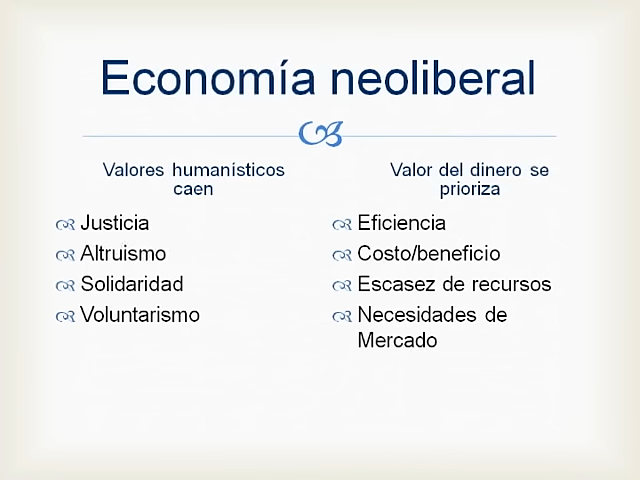 Economía neoliberal
Valores humanísticos
caen
Justicia
Altruismo
Solidaridad
Voluntarismo
Valor del dinero se
prioriza
Eficiencia
Costo/beneficio
Escasez de recursos
Necesidades de
Mercado